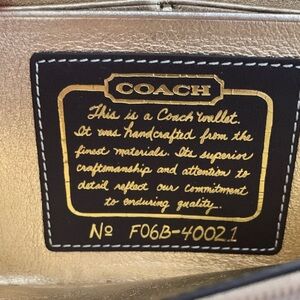 COACH
This is a Coach wallet.
It was handcrafted from the
finest materials. Its superior
craftsmanship and attention to
detail reflect our commitment
to enduring quality.
Nº F06B-40021